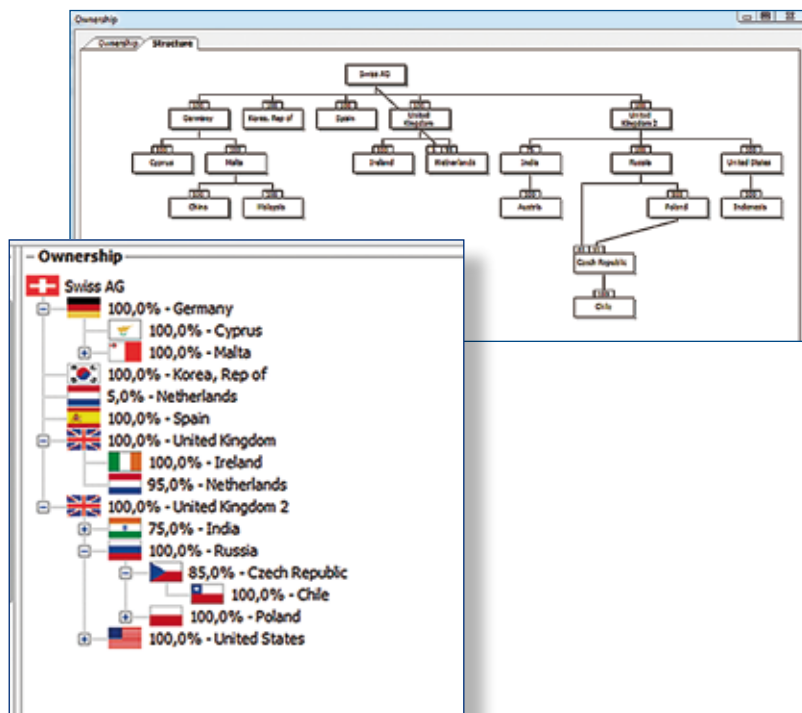 Ownership
Ownership Structure
Swiss AG
Germany Korea, Rep of Spain United Kingdom United Kingdom 2
Cyprus Malta Ireland Netherlands India Russia United States
China Malaysia Austria Poland Indonesia
Czech Republic
Chile
Ownership
Swiss AG
100,0% - Germany
100,0% - Cyprus
100,0% - Malta
100,0% - Korea, Rep of
5,0% - Netherlands
100,0% - Spain
100,0% - United Kingdom
100,0% - Ireland
95,0% - Netherlands
100,0% - United Kingdom 2
75,0% - India
100,0% - Russia
85,0% - Czech Republic
100,0% - Chile
100,0% - Poland
100,0% - United States